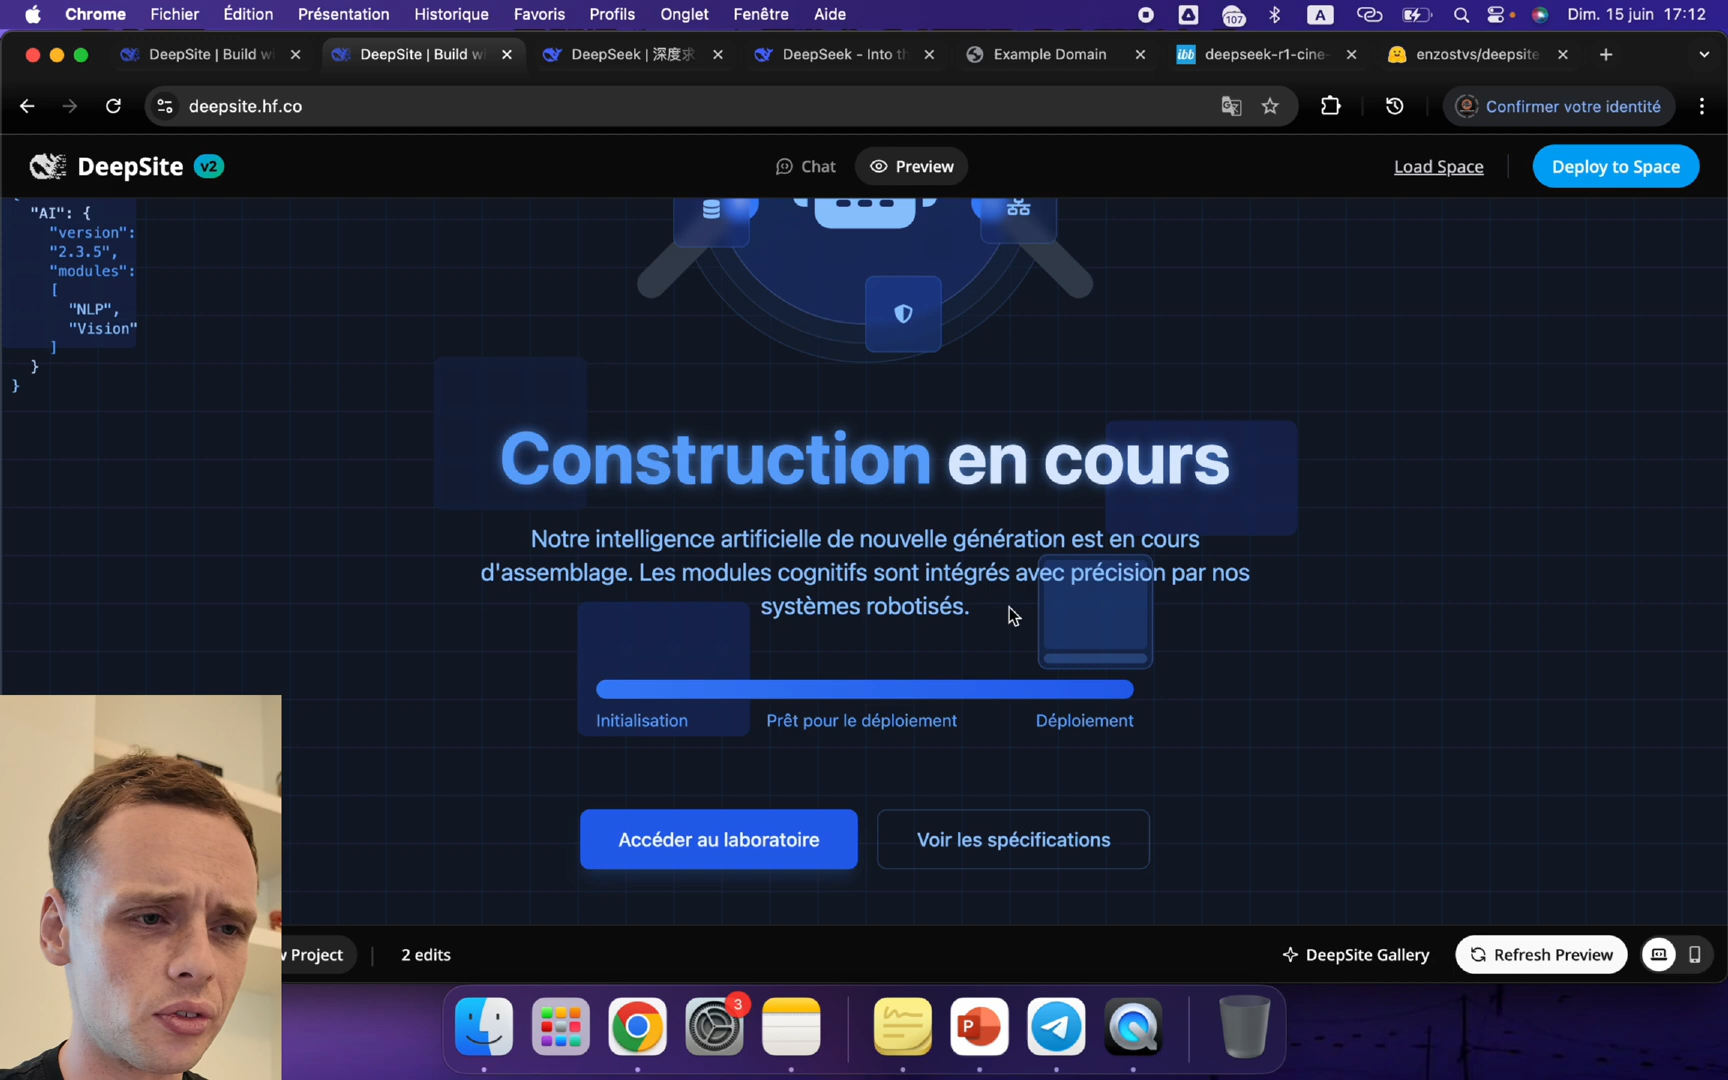 Chrome Fichier Édition Présentation Historique Favoris Profils Onglet Fenêtre Aide 107 A Dim. 15 juin 17:12
DeepSite | Build wi DeepSite | Build wi DeepSeek | 深度求 DeepSeek - Into th Example Domain ibb deepseek-r1-cine- enzostvs/deepsite
deepsite.hf.co Confirmer votre identité
DeepSite v2 Chat Preview Load Space Deploy to Space
{
"AI": {
"version":
"2.3.5",
"modules":
[
"NLP",
"Vision"
]
}
}
Construction en cours
Notre intelligence artificielle de nouvelle génération est en cours
d'assemblage. Les modules cognitifs sont intégrés avec précision par nos
systèmes robotisés.
Initialisation Prêt pour le déploiement Déploiement
Accéder au laboratoire Voir les spécifications
w Project 2 edits DeepSite Gallery Refresh Preview
3
P